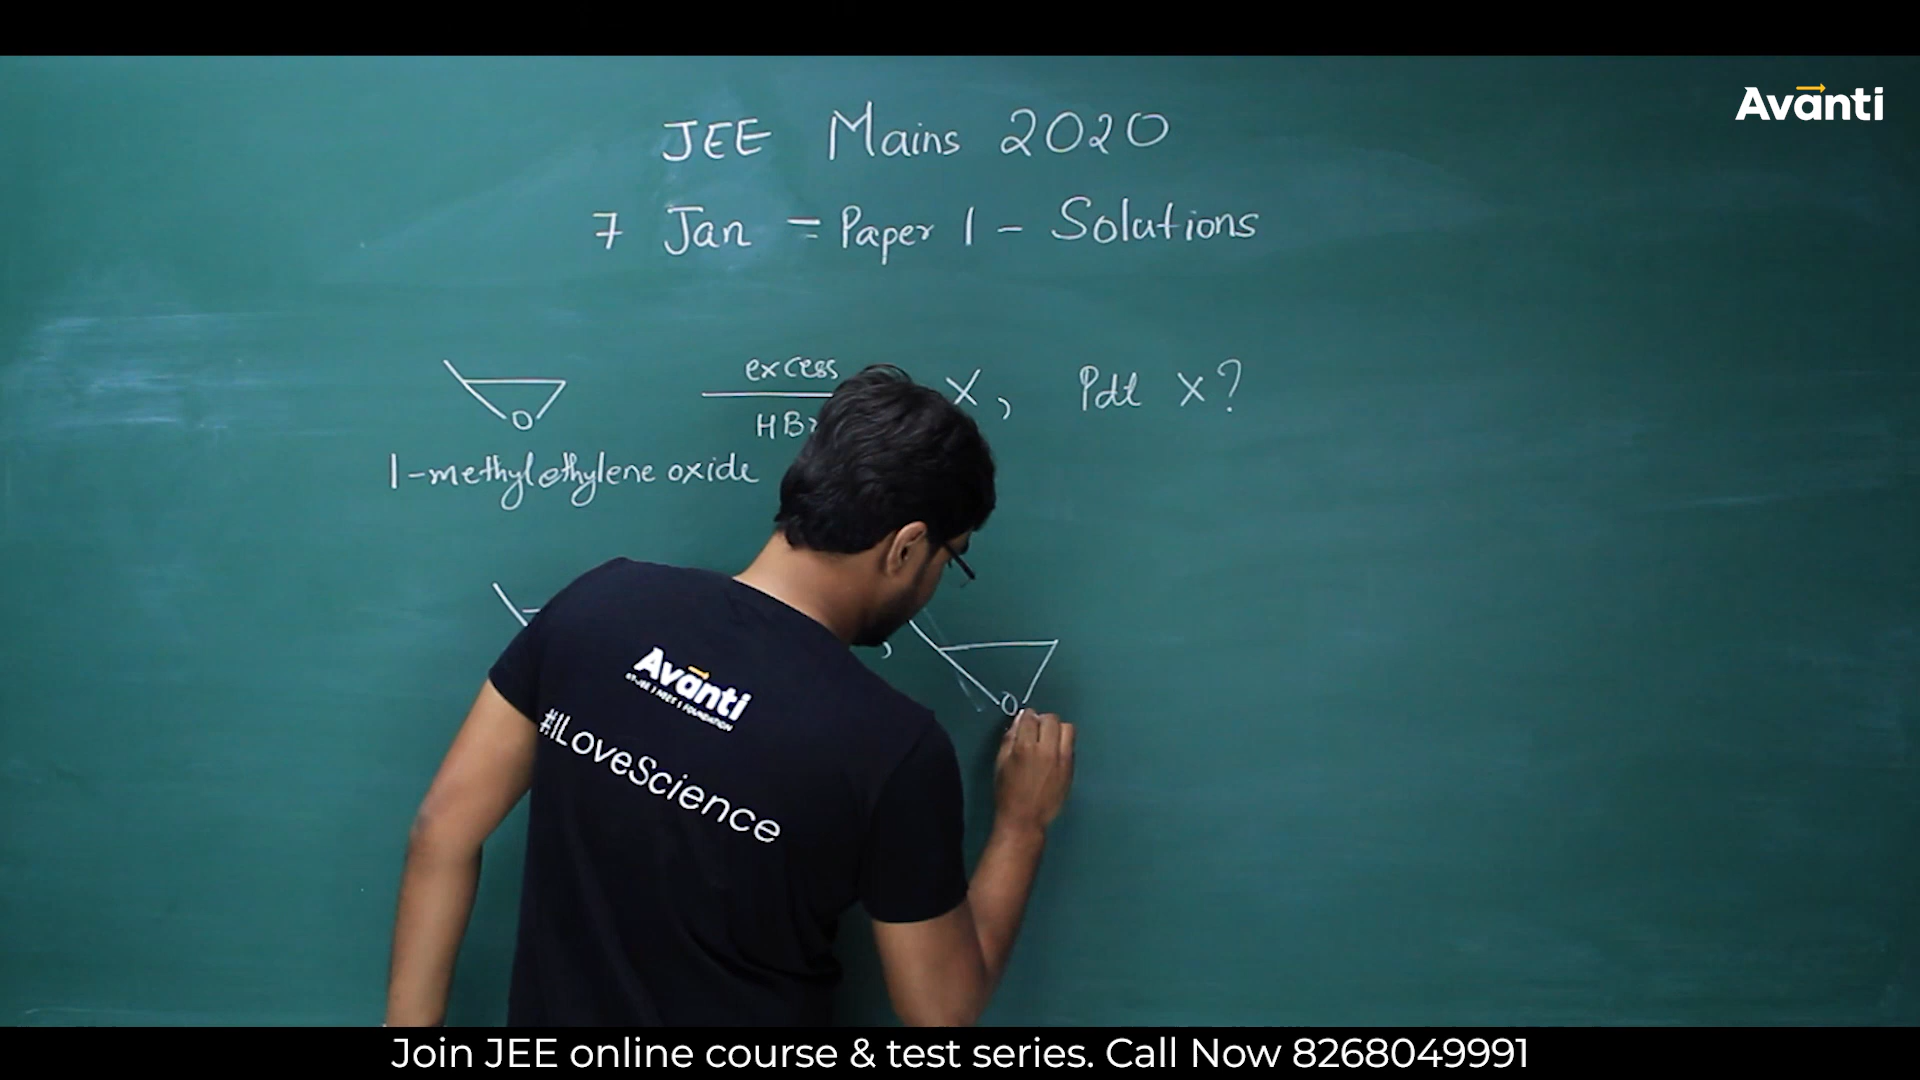 Avanti
JEE Mains 2020
7 Jan = Paper 1 - Solutions
excess
HBr
X, Pdt X?
O
1-methylethylene oxide
,
O
Avanti
#ILoveScience
Join JEE online course & test series. Call Now 8268049991